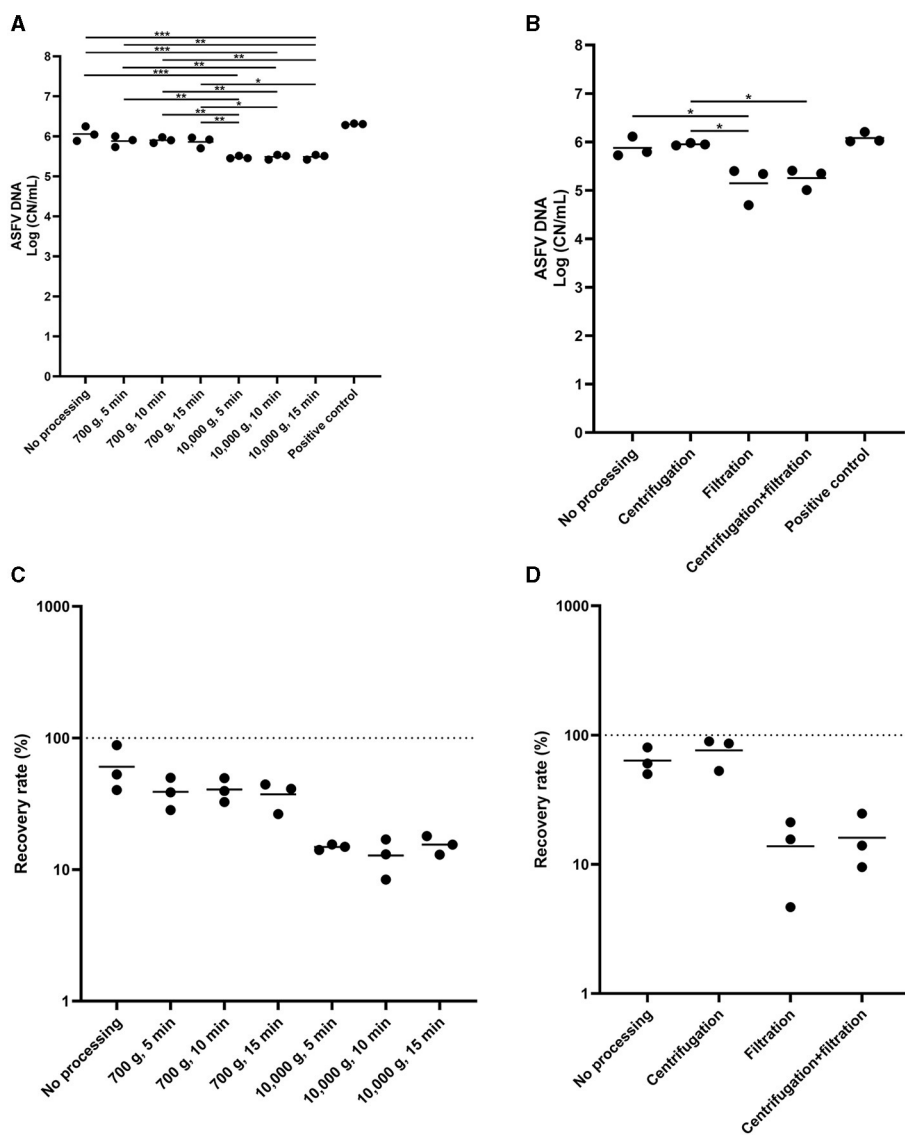 A
ASFV DNA
Log (CN/mL)
8
7
6
5
4
3
2
1
0
***
**
***
**
**
***
*
**
**
*
**
**
No processing
700 g, 5 min
700 g, 10 min
700 g, 15 min
10,000 g, 5 min
10,000 g, 10 min
10,000 g, 15 min
Positive control
B
ASFV DNA
Log (CN/mL)
8
7
6
5
4
3
2
1
0
*
*
*
No processing
Centrifugation
Filtration
Centrifugation+filtration
Positive control
C
Recovery rate (%)
1000
100
10
1
No processing
700 g, 5 min
700 g, 10 min
700 g, 15 min
10,000 g, 5 min
10,000 g, 10 min
10,000 g, 15 min
D
Recovery rate (%)
1000
100
10
1
No processing
Centrifugation
Filtration
Centrifugation+filtration